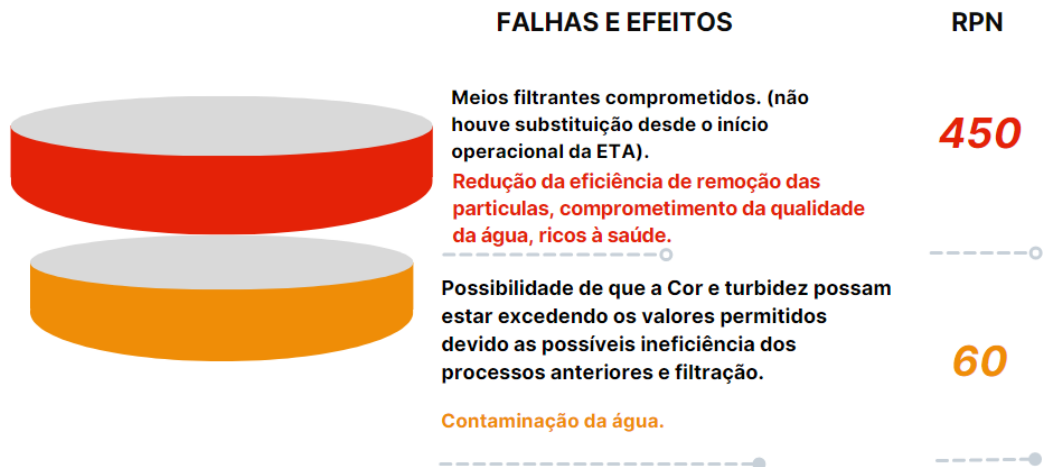 FALHAS E EFEITOS
RPN
Meios filtrantes comprometidos. (não
houve substituição desde o início
operacional da ETA).
450
Redução da eficiência de remoção das
particulas, comprometimento da qualidade
da água, ricos à saúde.
Possibilidade de que a Cor e turbidez possam
estar excedendo os valores permitidos
devido as possíveis ineficiência dos
processos anteriores e filtração.
60
Contaminação da água.